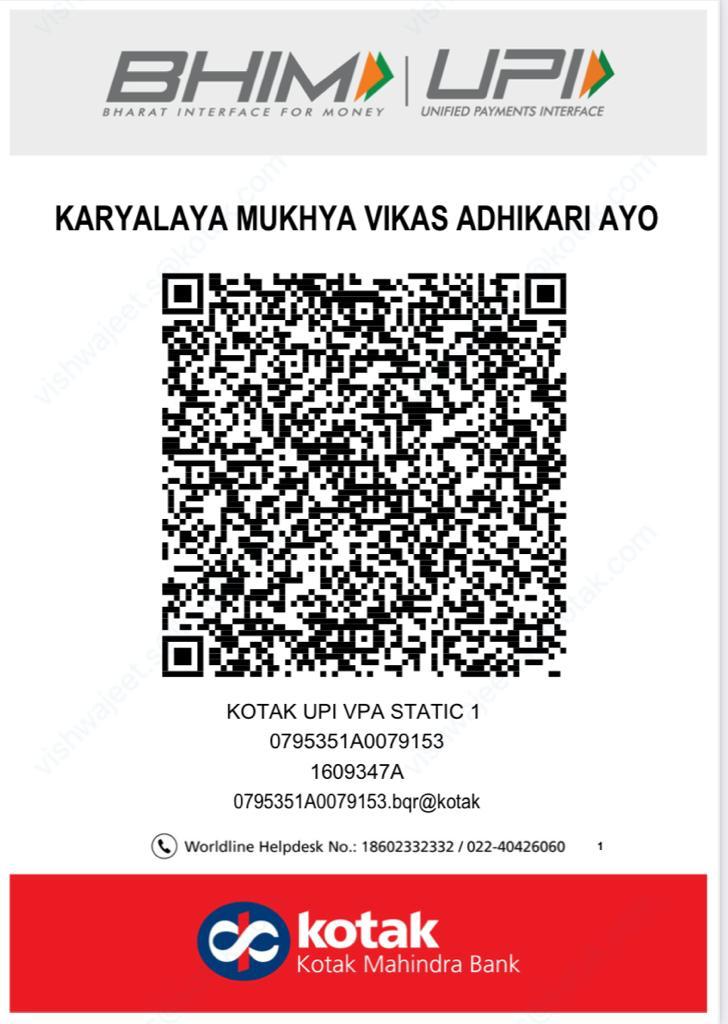 BHIM UPI
BHARAT INTERFACE FOR MONEY UNIFIED PAYMENTS INTERFACE
KARYALAYA MUKHYA VIKAS ADHIKARI AYO
KOTAK UPI VPA STATIC 1
0795351A0079153
1609347A
0795351A0079153.bqr@kotak
Worldline Helpdesk No.: 18602332332 / 022-40426060 1
kotak
Kotak Mahindra Bank